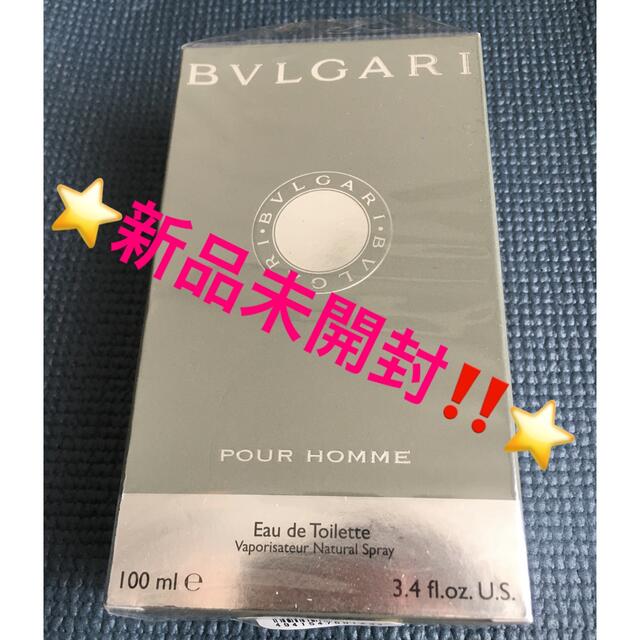 BVLGARI
BVLGARI · BVLGARI ·
⭐新品未開封‼️⭐
POUR HOMME
Eau de Toilette
Vaporisateur Natural Spray
100 ml ℮
3.4 fl.oz. U.S.